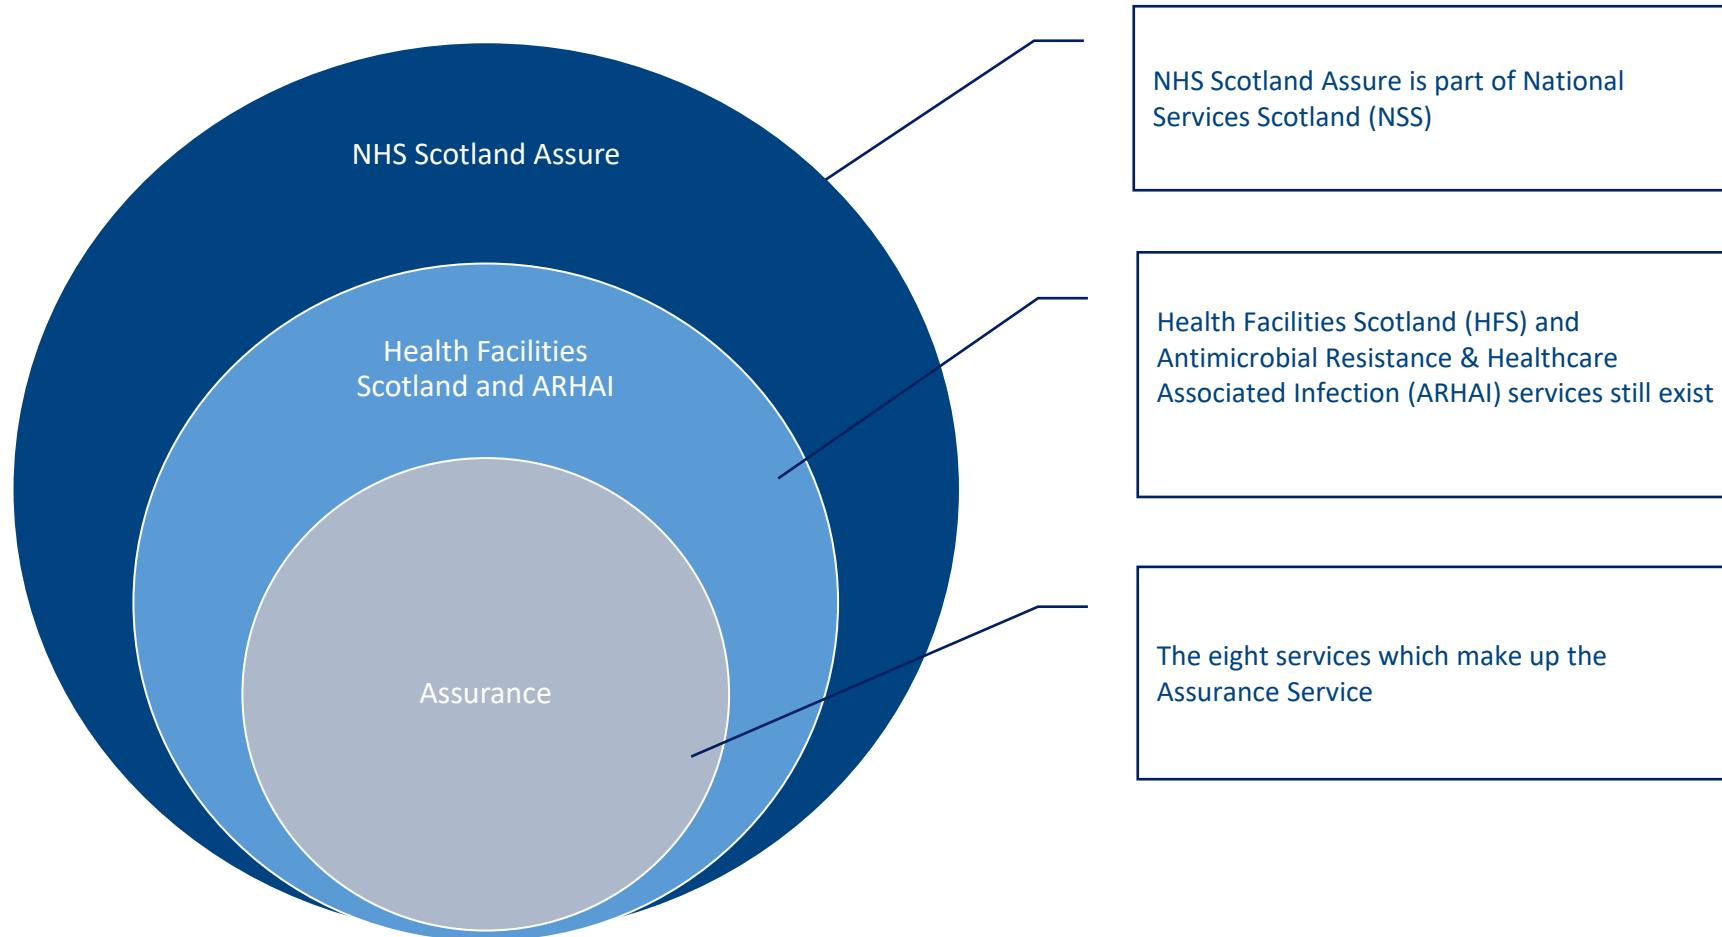 NHS Scotland Assure
NHS Scotland Assure is part of National
Services Scotland (NSS)
Health Facilities
Scotland and ARHAI
Health Facilities Scotland (HFS) and
Antimicrobial Resistance & Healthcare
Associated Infection (ARHAI) services still exist
Assurance
The eight services which make up the
Assurance Service